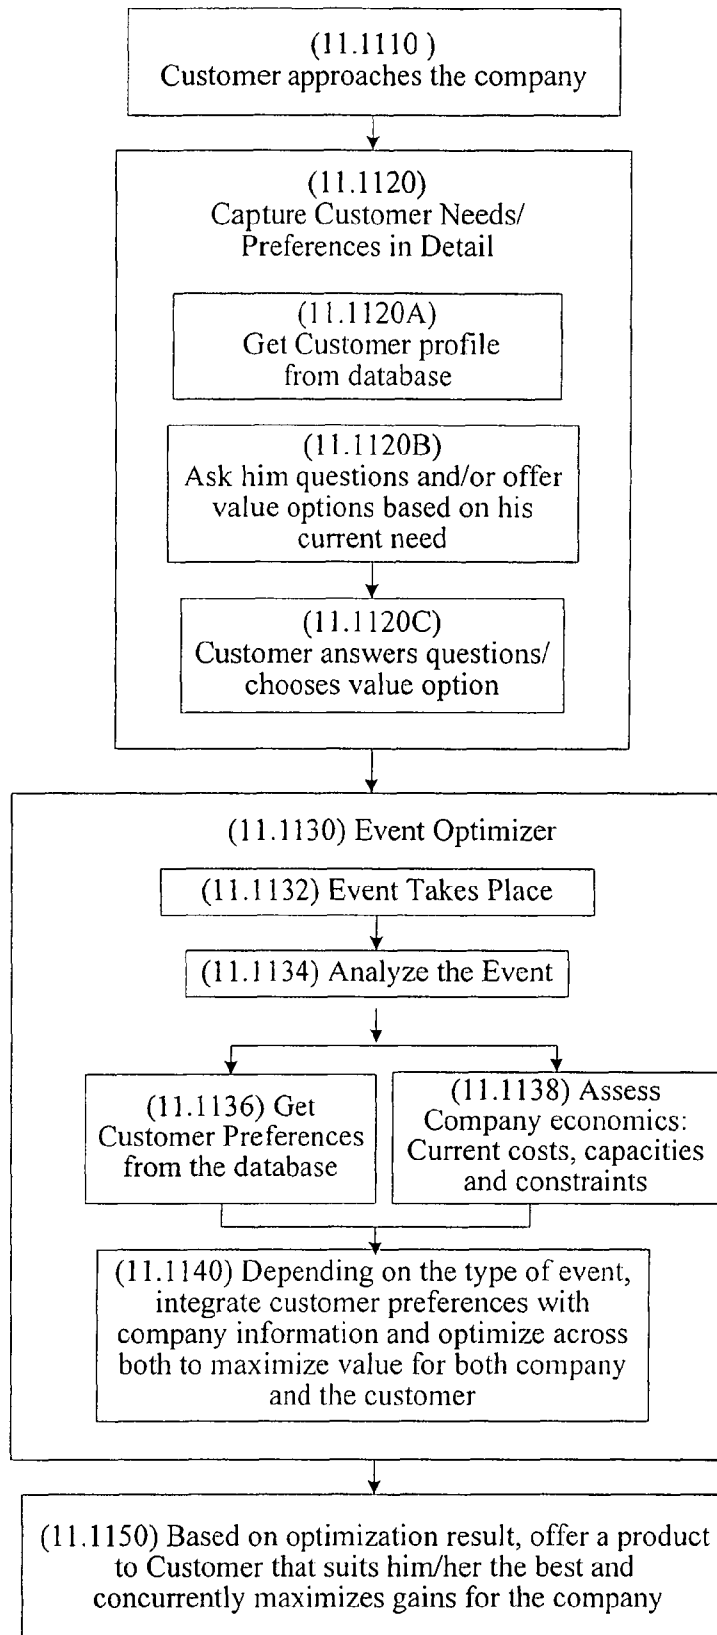 (11.1110 )
Customer approaches the company
(11.1120)
Capture Customer Needs/
Preferences in Detail
(11.1120A)
Get Customer profile
from database
(11.1120B)
Ask him questions and/or offer
value options based on his
current need
(11.1120C)
Customer answers questions/
chooses value option
(11.1130) Event Optimizer
(11.1132) Event Takes Place
(11.1134) Analyze the Event
(11.1136) Get
Customer Preferences
from the database
(11.1138) Assess
Company economics:
Current costs, capacities
and constraints
(11.1140) Depending on the type of event,
integrate customer preferences with
company information and optimize across
both to maximize value for both company
and the customer
(11.1150) Based on optimization result, offer a product
to Customer that suits him/her the best and
concurrently maximizes gains for the company